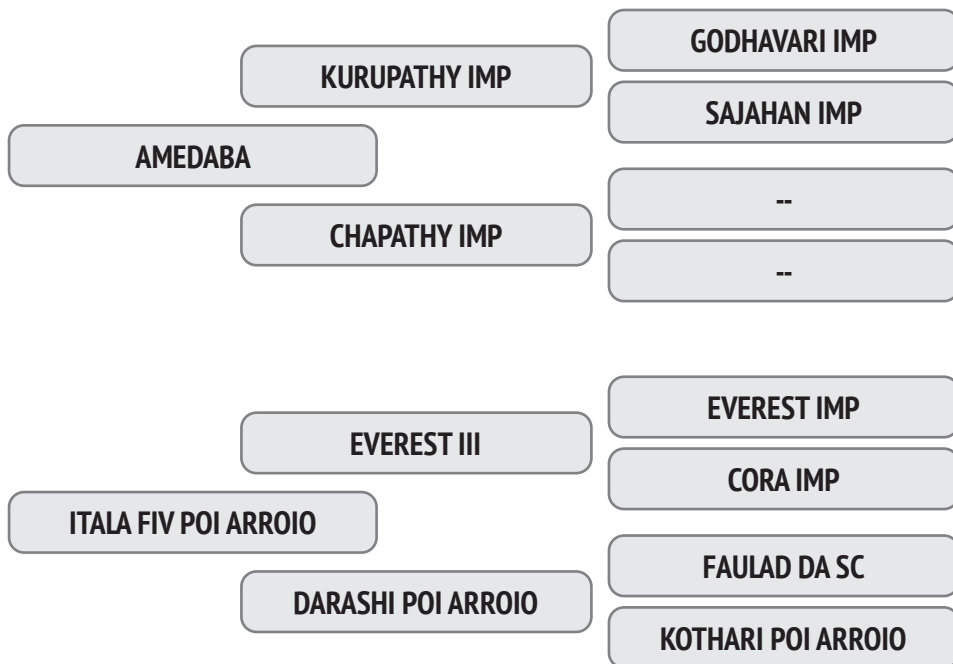 GODHAVARI IMP
KURUPATHY IMP
SAJAHAN IMP
AMEDABA
--
CHAPATHY IMP
--
EVEREST IMP
EVEREST III
CORA IMP
ITALA FIV POI ARROIO
FAULAD DA SC
DARASHI POI ARROIO
KOTHARI POI ARROIO